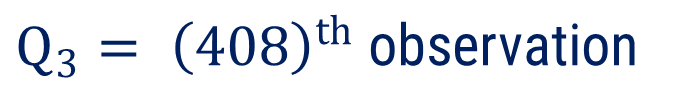 Q₃ = (408)ᵗʰ observation